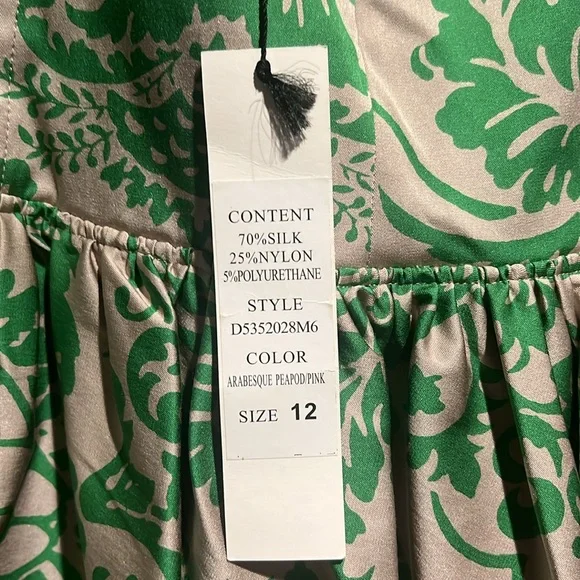 CONTENT
70%SILK
25%NYLON
5%POLYURETHANE
STYLE
D5352028M6
COLOR
ARABESQUE PEAPOD/PINK
SIZE 12